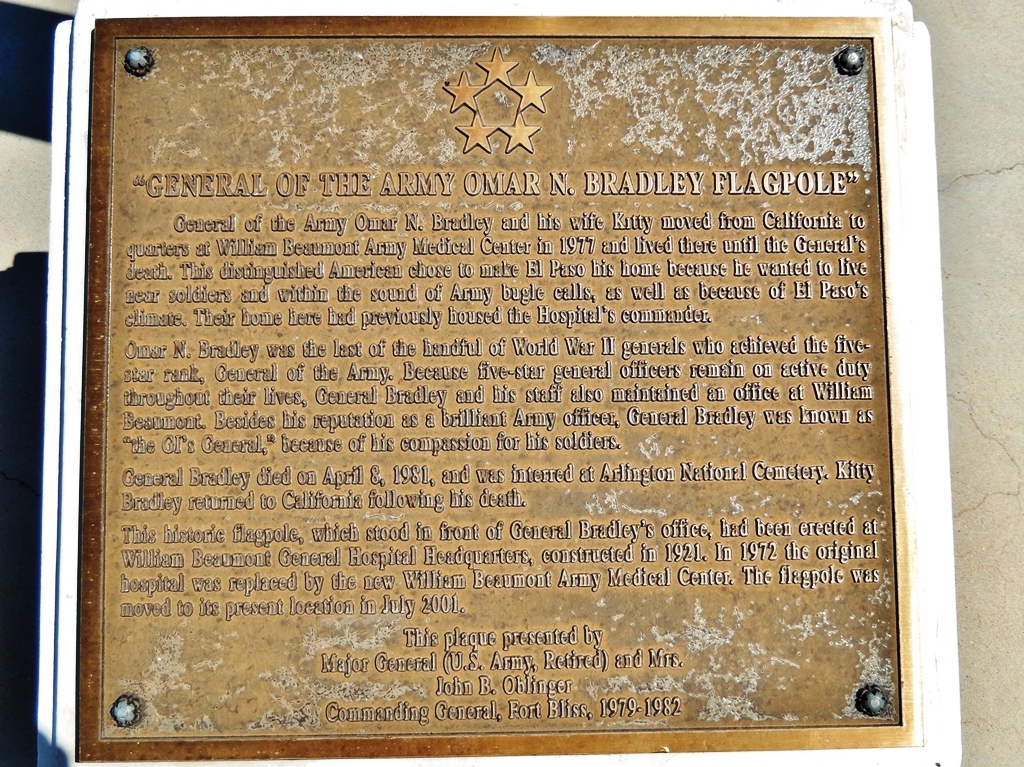 "GENERAL OF THE ARMY OMAR N. BRADLEY FLAGPOLE"
General of the Army Omar N. Bradley and his wife Kitty moved from California to
quarters at William Beaumont Army Medical Center in 1977 and lived there until the General's
death. This distinguished American chose to make El Paso his home because he wanted to live
near soldiers and within the sound of Army bugle calls, as well as because of El Paso's
climate. Their home here had previously housed the Hospital's commander.
Omar N. Bradley was the last of the handful of World War II generals who achieved the five-
star rank, General of the Army. Because five-star general officers remain on active duty
throughout their lives, General Bradley and his staff also maintained an office at William
Beaumont. Besides his reputation as a brilliant Army officer, General Bradley was known as
"the GI's General," because of his compassion for his soldiers.
General Bradley died on April 8, 1981, and was interred at Arlington National Cemetery. Kitty
Bradley returned to California following his death.
This historic flagpole, which stood in front of General Bradley's office, had been erected at
William Beaumont General Hospital Headquarters, constructed in 1921. In 1972 the original
hospital was replaced by the new William Beaumont Army Medical Center. The flagpole was
moved to its present location in July 2001.
This plaque presented by
Major General (U.S. Army, Retired) and Mrs.
John B. Oblinger
Commanding General, Fort Bliss, 1979-1982